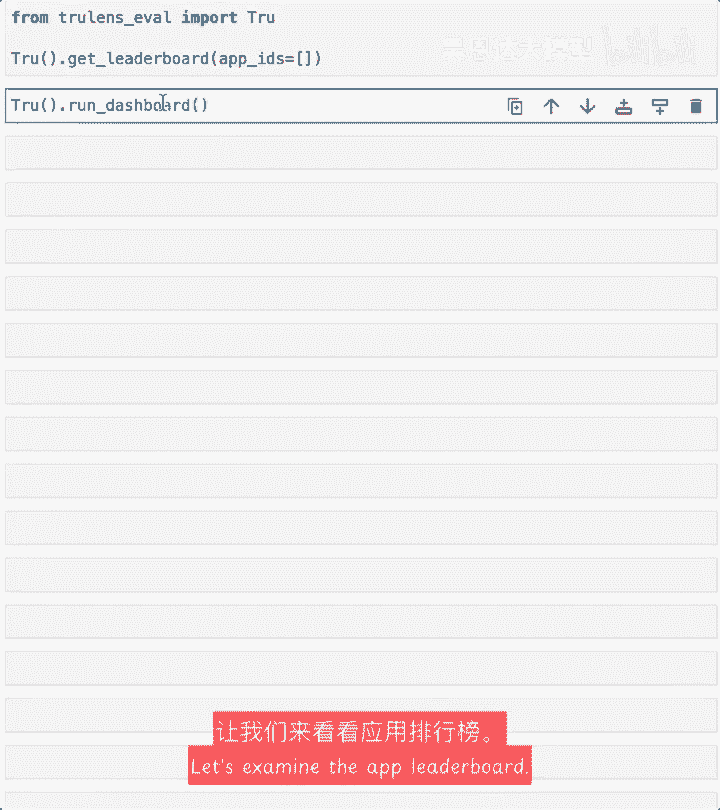 from trulens_eval import Tru
Tru().get_leaderboard(app_ids=[])
Tru().run_dashboard()
让我们来看看应用排行榜。
Let's examine the app leaderboard.